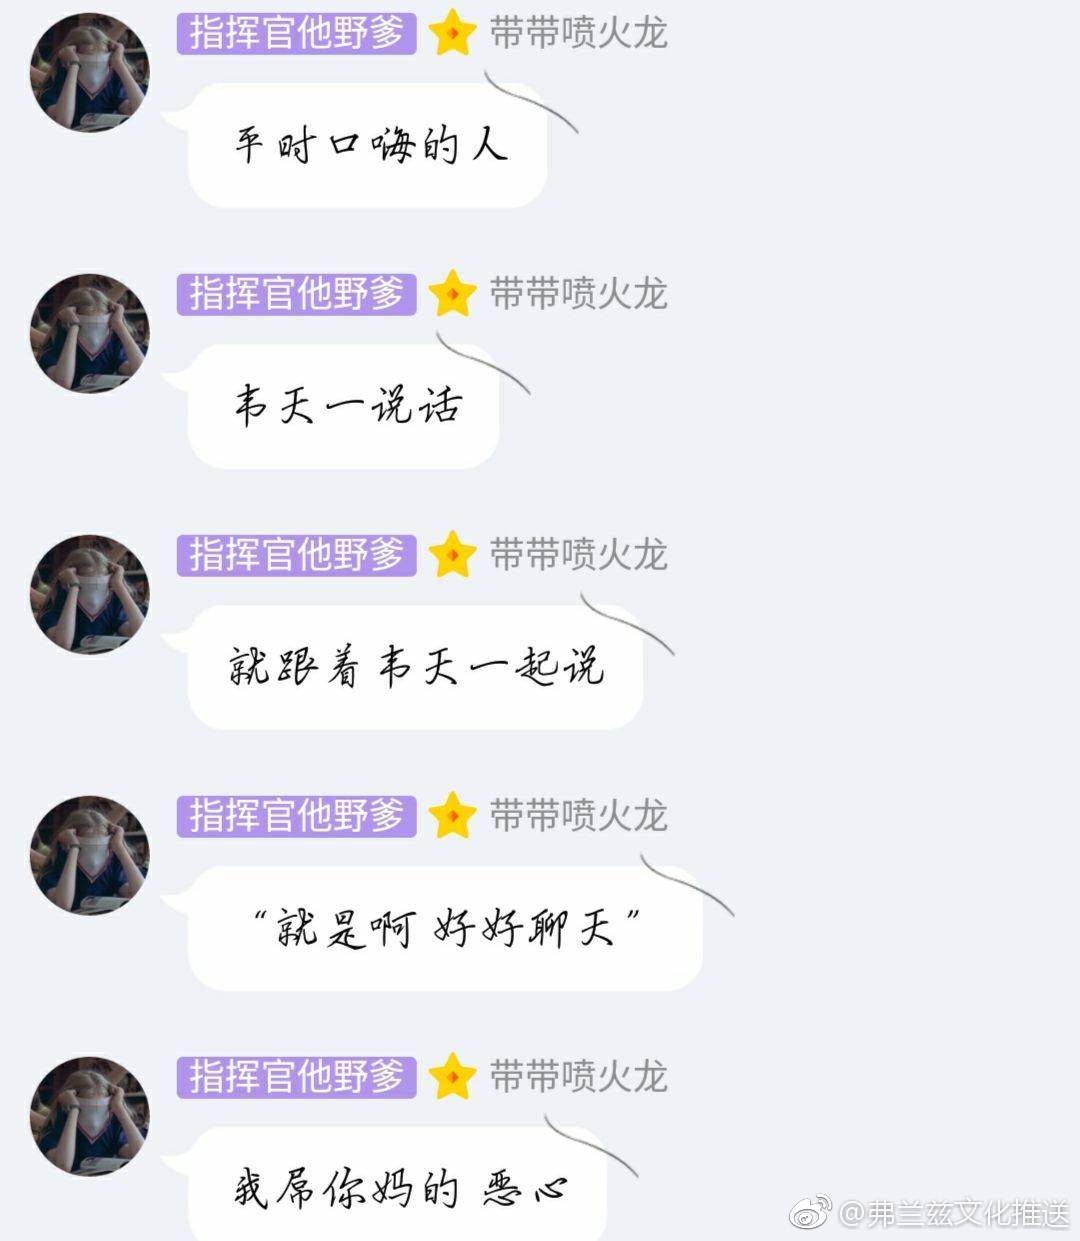 指挥官他野爹 带带喷火龙
平时口嗨的人
指挥官他野爹 带带喷火龙
韦天一说话
指挥官他野爹 带带喷火龙
就跟着韦天一起说
指挥官他野爹 带带喷火龙
“就是啊 好好聊天”
指挥官他野爹 带带喷火龙
我屌你妈的 恶心
@弗兰兹文化推送